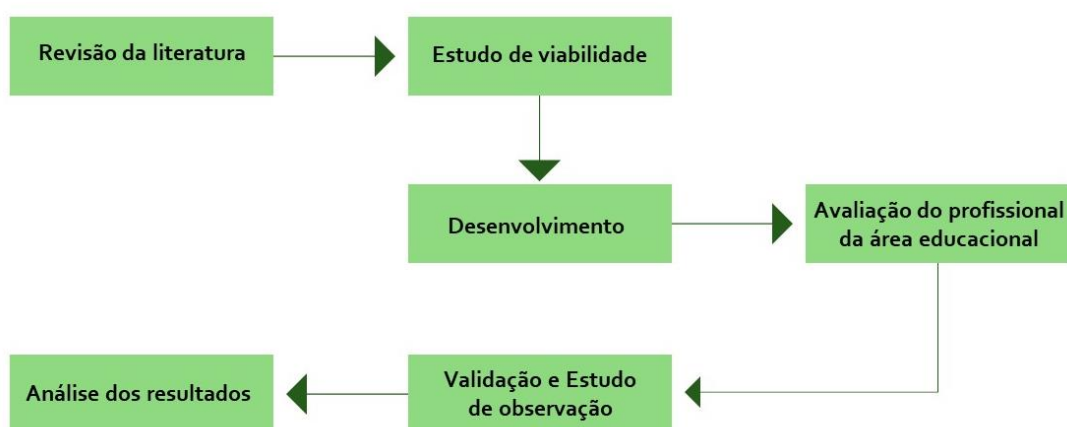 Revisão da literatura
Estudo de viabilidade
Desenvolvimento
Avaliação do profissional
da área educacional
Validação e Estudo
de observação
Análise dos resultados